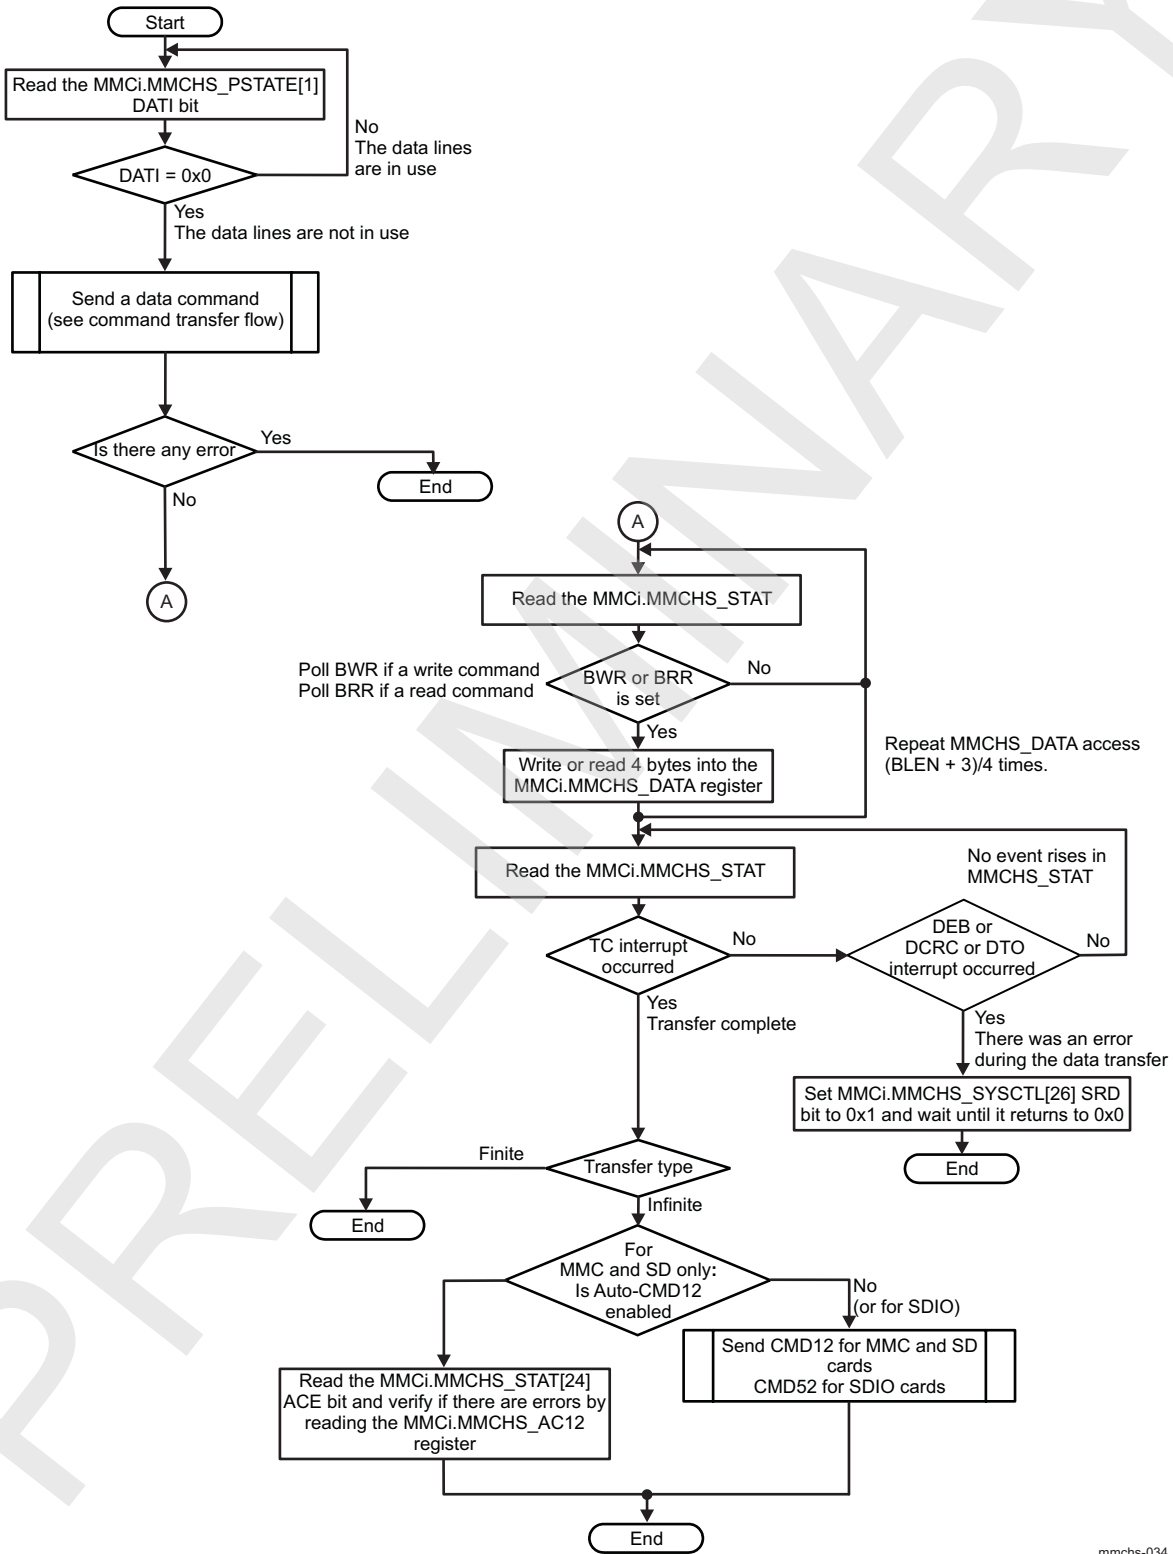 Start
Read the MMCi.MMCHS_PSTATE[1]
DATI bit
No
The data lines
are in use
DATI = 0x0
Yes
The data lines are not in use
Send a data command
(see command transfer flow)
Is there any error
Yes
End
No
A
A
Read the MMCi.MMCHS_STAT
Poll BWR if a write command
Poll BRR if a read command
BWR or BRR
is set
No
Yes
Write or read 4 bytes into the
MMCi.MMCHS_DATA register
Repeat MMCHS_DATA access
(BLEN + 3)/4 times.
Read the MMCi.MMCHS_STAT
No event rises in
MMCHS_STAT
TC interrupt
occurred
No
DEB or
DCRC or DTO
interrupt occurred
No
Yes
Transfer complete
Yes
There was an error
during the data transfer
Set MMCi.MMCHS_SYSCTL[26] SRD
bit to 0x1 and wait until it returns to 0x0
End
Transfer type
Finite
End
Infinite
For
MMC and SD only:
Is Auto-CMD12
enabled
No
(or for SDIO)
Send CMD12 for MMC and SD
cards
CMD52 for SDIO cards
Read the MMCi.MMCHS_STAT[24]
ACE bit and verify if there are errors by
reading the MMCi.MMCHS_AC12
register
End
mmchs-034
PRELIMINARY